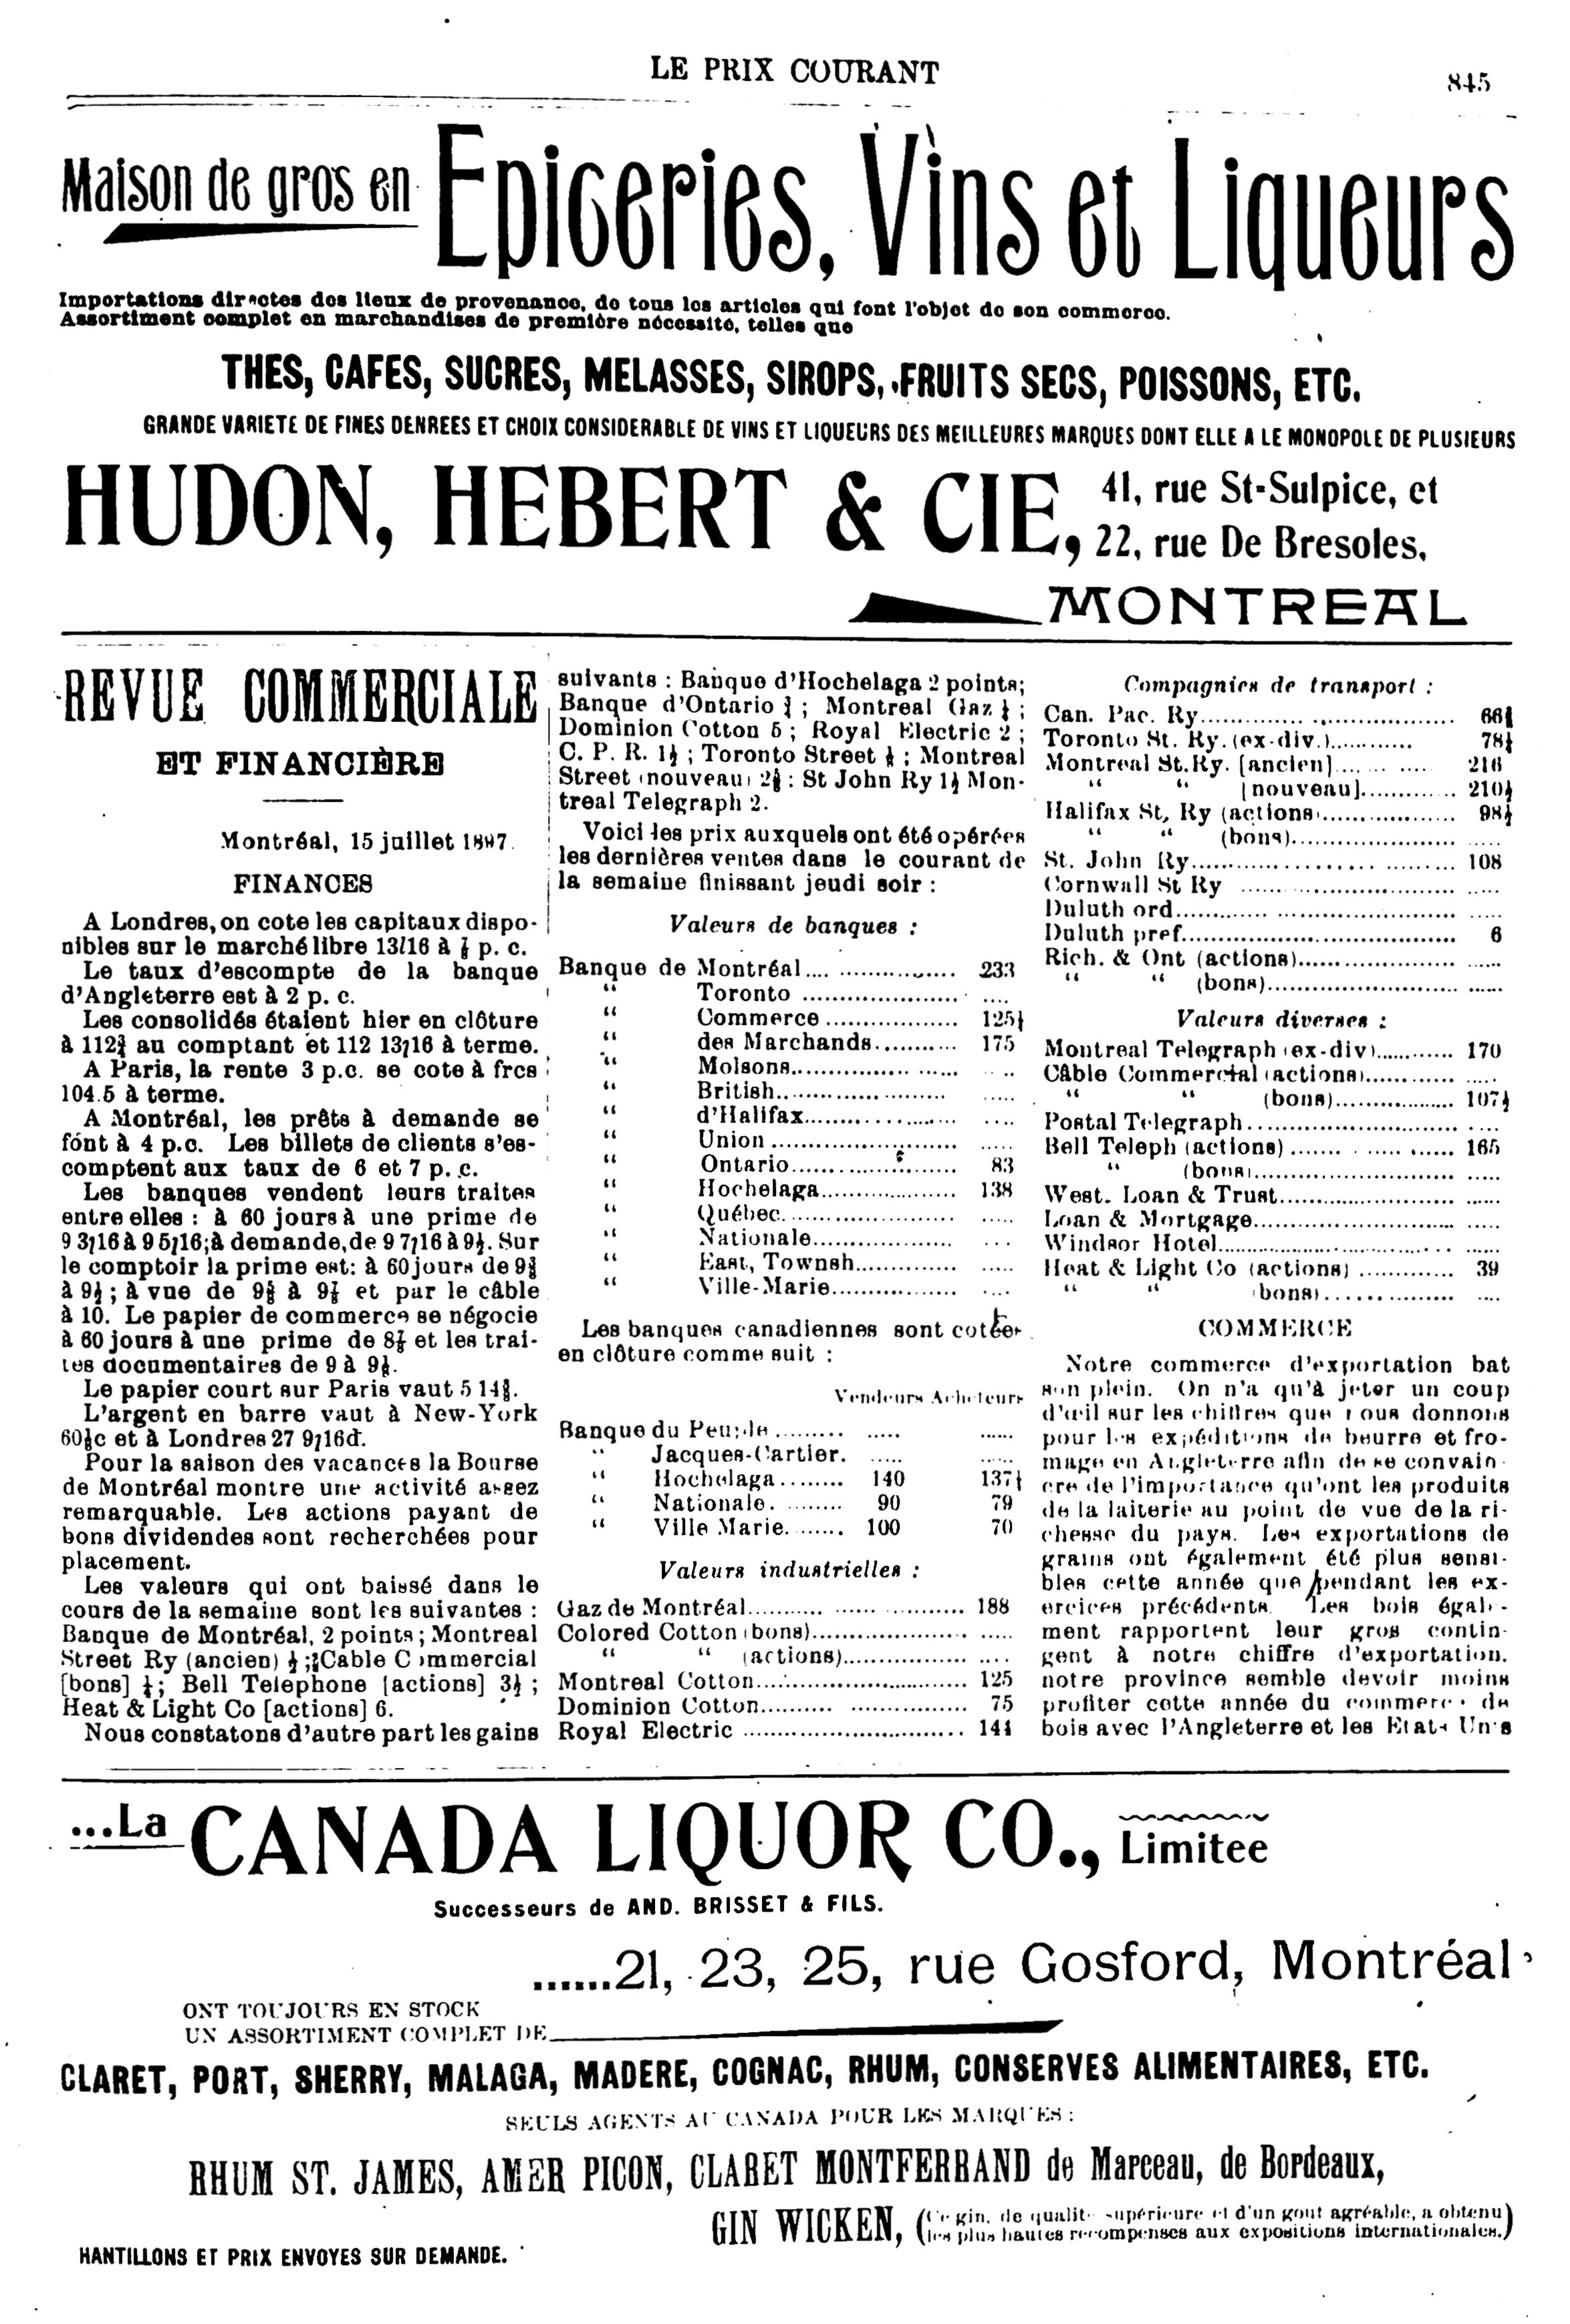 LE PRIX COURANT
845
Maison de gros en Epiceries, Vins et Liqueurs
Importations directes des lieux de provenance, de tous les articles qui font l'objet de son commerce.
Assortiment complet en marchandises de première nécessité, telles que
THES, CAFES, SUCRES, MELASSES, SIROPS, FRUITS SECS, POISSONS, ETC.
GRANDE VARIETE DE FINES DENREES ET CHOIX CONSIDERABLE DE VINS ET LIQUEURS DES MEILLEURES MARQUES DONT ELLE A LE MONOPOLE DE PLUSIEURS
HUDON, HEBERT & CIE,
41, rue St-Sulpice, et
22, rue De Bresoles,
MONTREAL
REVUE COMMERCIALE
ET FINANCIÈRE
Montréal, 15 juillet 1897.
FINANCES
A Londres, on cote les capitaux dispo-
nibles sur le marché libre 13/16 à ⅞ p. c.
Le taux d'escompte de la banque
d'Angleterre est à 2 p. c.
Les consolidés étaient hier en clôture
à 112¾ au comptant et 112 13/16 à terme.
A Paris, la rente 3 p.c. se cote à frcs
104.5 à terme.
A Montréal, les prêts à demande se
font à 4 p.c. Les billets de clients s'es-
comptent aux taux de 6 et 7 p. c.
Les banques vendent leurs traites
entre elles : à 60 jours à une prime de
9 3/16 à 9 5/16; à demande, de 9 7/16 à 9½. Sur
le comptoir la prime est: à 60 jours de 9⅜
à 9½ ; à vue de 9⅝ à 9⅞ et par le câble
à 10. Le papier de commerce se négocie
à 60 jours à une prime de 8⅞ et les trai-
tes documentaires de 9 à 9¼.
Le papier court sur Paris vaut 5 14⅜.
L'argent en barre vaut à New-York
60⅛c et à Londres 27 9/16d.
Pour la saison des vacances la Bourse
de Montréal montre une activité assez
remarquable. Les actions payant de
bons dividendes sont recherchées pour
placement.
Les valeurs qui ont baissé dans le
cours de la semaine sont les suivantes :
Banque de Montréal, 2 points; Montreal
Street Ry (ancien) ½ ; Cable Commercial
[bons] ¼; Bell Telephone [actions] 3½ ;
Heat & Light Co [actions] 6.
Nous constatons d'autre part les gains
suivants : Banque d'Hochelaga 2 points;
Banque d'Ontario ; Montreal Gaz ;
Dominion Cotton 5 ; Royal Electric 2 ;
C. P. R. 1½ ; Toronto Street ; Montreal
Street (nouveau) 2⅝ : St John Ry 1½ Mon-
treal Telegraph 2.
Voici les prix auxquels ont été opérées
les dernières ventes dans le courant de
la semaine finissant jeudi soir :
Valeurs de banques :
Banque de Montréal.... ............... 233
“ Toronto ...................... ....
“ Commerce ................... 125½
“ des Marchands............ 175
“ Molsons...................... ....
“ British........................ .....
“ d'Halifax...................... ....
“ Union .......................... .....
“ Ontario........................ 83
“ Hochelaga.................... 138
“ Québec......................... .....
“ Nationale..................... ...
“ East, Townsh............... .....
“ Ville-Marie................... ....
Les banques canadiennes sont cotées
en clôture comme suit :
Vendeurs Acheteurs
Banque du Peuple .......... ..... ......
“ Jacques-Cartier. ..... .....
“ Hochelaga........ 140 137½
“ Nationale. ......... 90 79
“ Ville Marie. ....... 100 70
Valeurs industrielles :
Gaz de Montréal........... ...... ............ 188
Colored Cotton (bons)....................... .....
“ “ (actions).................. ....
Montreal Cotton.............................. 125
Dominion Cotton............ .................. 75
Royal Electric ................................ 141
Compagnies de transport :
Can. Pac. Ry............... ..................... 66
Toronto St. Ry. (ex-div.)............ 78½
Montreal St.Ry. [ancien].... ... ..... 216
“ “ [nouveau]............. 210½
Halifax St, Ry (actions).................... 98½
“ “ (bons)......................... .....
St. John Ry................................... 108
Cornwall St Ry ............................... .....
Duluth ord..................................... .....
Duluth pref.................................... 6
Rich. & Ont (actions)....................... .....
“ “ (bons)........................... ......
Valeurs diverses :
Montreal Telegraph (ex-div)............ 170
Câble Commercial (actions)............. .....
“ “ (bons)................. 107½
Postal Telegraph............................. ....
Bell Teleph (actions) ....... . ...... ...... 165
“ (bons)............................. .....
West. Loan & Trust......................... ......
Loan & Mortgage............................ .....
Windsor Hotel................................. ......
Heat & Light Co (actions) ............. 39
“ “ (bons).................. ....
COMMERCE
Notre commerce d'exportation bat
son plein. On n'a qu'à jeter un coup
d'œil sur les chiffres que nous donnons
pour les expéditions de beurre et fro-
mage en Angleterre afin de se convain-
cre de l'importance qu'ont les produits
de la laiterie au point de vue de la ri-
chesse du pays. Les exportations de
grains ont également été plus sensi-
bles cette année que pendant les ex-
ercices précédents. Les bois égale-
ment rapportent leur gros contin-
gent à notre chiffre d'exportation.
notre province semble devoir moins
profiter cette année du commerce de
bois avec l'Angleterre et les Etats Unis
...La CANADA LIQUOR CO., Limitee
Successeurs de AND. BRISSET & FILS.
......21, 23, 25, rue Gosford, Montréal
ONT TOUJOURS EN STOCK
UN ASSORTIMENT COMPLET DE
CLARET, PORT, SHERRY, MALAGA, MADERE, COGNAC, RHUM, CONSERVES ALIMENTAIRES, ETC.
SEULS AGENTS AU CANADA POUR LES MARQUES :
RHUM ST. JAMES, AMER PICON, CLARET MONTFERRAND de Marceau, de Bordeaux,
GIN WICKEN, (Ce gin, de qualité supérieure et d'un gout agréable, a obtenu
les plus hautes recompenses aux expositions internationales.)
HANTILLONS ET PRIX ENVOYES SUR DEMANDE.